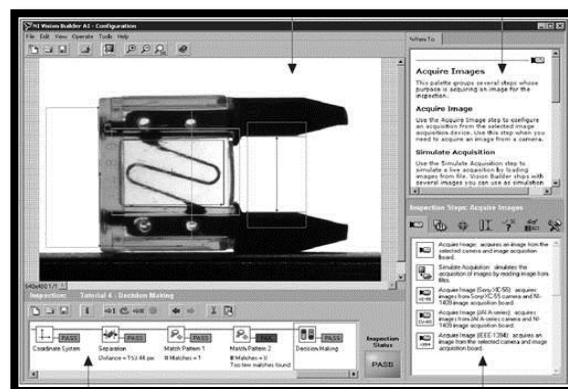 NI Vision Builder AI - Configuration
File Edit View Operate Tools Help
Acquire Images
This palette groups several steps whose
purpose is acquiring an image for the
inspection.
Acquire Image
Use the Acquire Image step to configure
an acquisition from the selected image
acquisition device. Use this step when you
need to acquire an image from a camera.
Simulate Acquisition
Use the Simulate Acquisition step to
simulate a live acquisition by loading
images from file. Vision Builder ships with
several images you can use as simulation
Inspection Steps: Acquire Images
Acquire Image: acquires an image from the
selected camera and image acquisition
board.
Simulate Acquisition: simulates the
acquisition of images by reading image from
files.
Acquire Image (Sony XC-55): acquires
images from Sony XC-55 camera and NI-
1409 image acquisition board.
Acquire Image (JAI A-series): acquires
images from JAI A-series camera and NI-
1409 image acquisition board.
Acquire Image (IEEE-1394): acquires an
image from the selected camera and image
acquisition board.
Inspection: Tutorial 4 - Decision Making
PASS PASS PASS FAIL PASS
Coordinate System Separation Match Pattern 1 Match Pattern 2 Decision Making
Distance = 153.44 pix # Matches = 1 # Matches = 0
Too few matches found
Inspection
Status
PASS